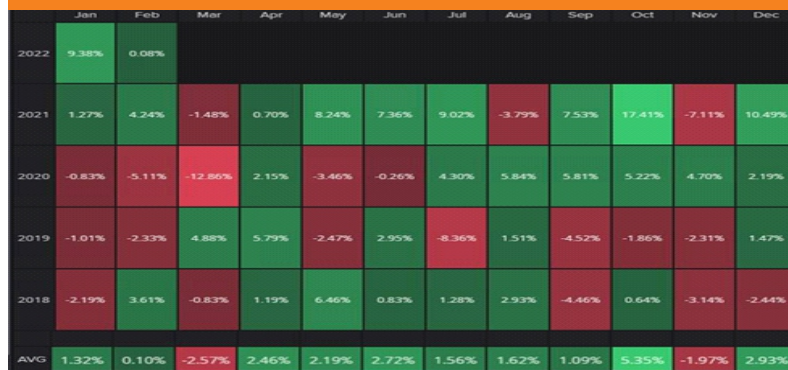 Jan Feb Mar Apr May Jun Jul Aug Sep Oct Nov Dec
2022 9.38% 0.08%
2021 1.27% 4.24% -1.48% 0.70% 8.24% 7.36% 9.02% -3.79% 7.53% 17.41% -7.11% 10.49%
2020 -0.83% -5.11% -12.86% 2.15% -3.46% -0.26% 4.30% 5.84% 5.81% 5.22% 4.70% 2.19%
2019 -1.01% -2.33% 4.88% 5.79% -2.47% 2.95% -8.36% 1.51% -4.52% -1.86% -2.31% 1.47%
2018 -2.19% 3.61% -0.83% 1.19% 6.46% 0.83% 1.28% 2.93% -4.46% 0.64% -3.14% -2.44%
AVG 1.32% 0.10% -2.57% 2.46% 2.19% 2.72% 1.56% 1.62% 1.09% 5.35% -1.97% 2.93%